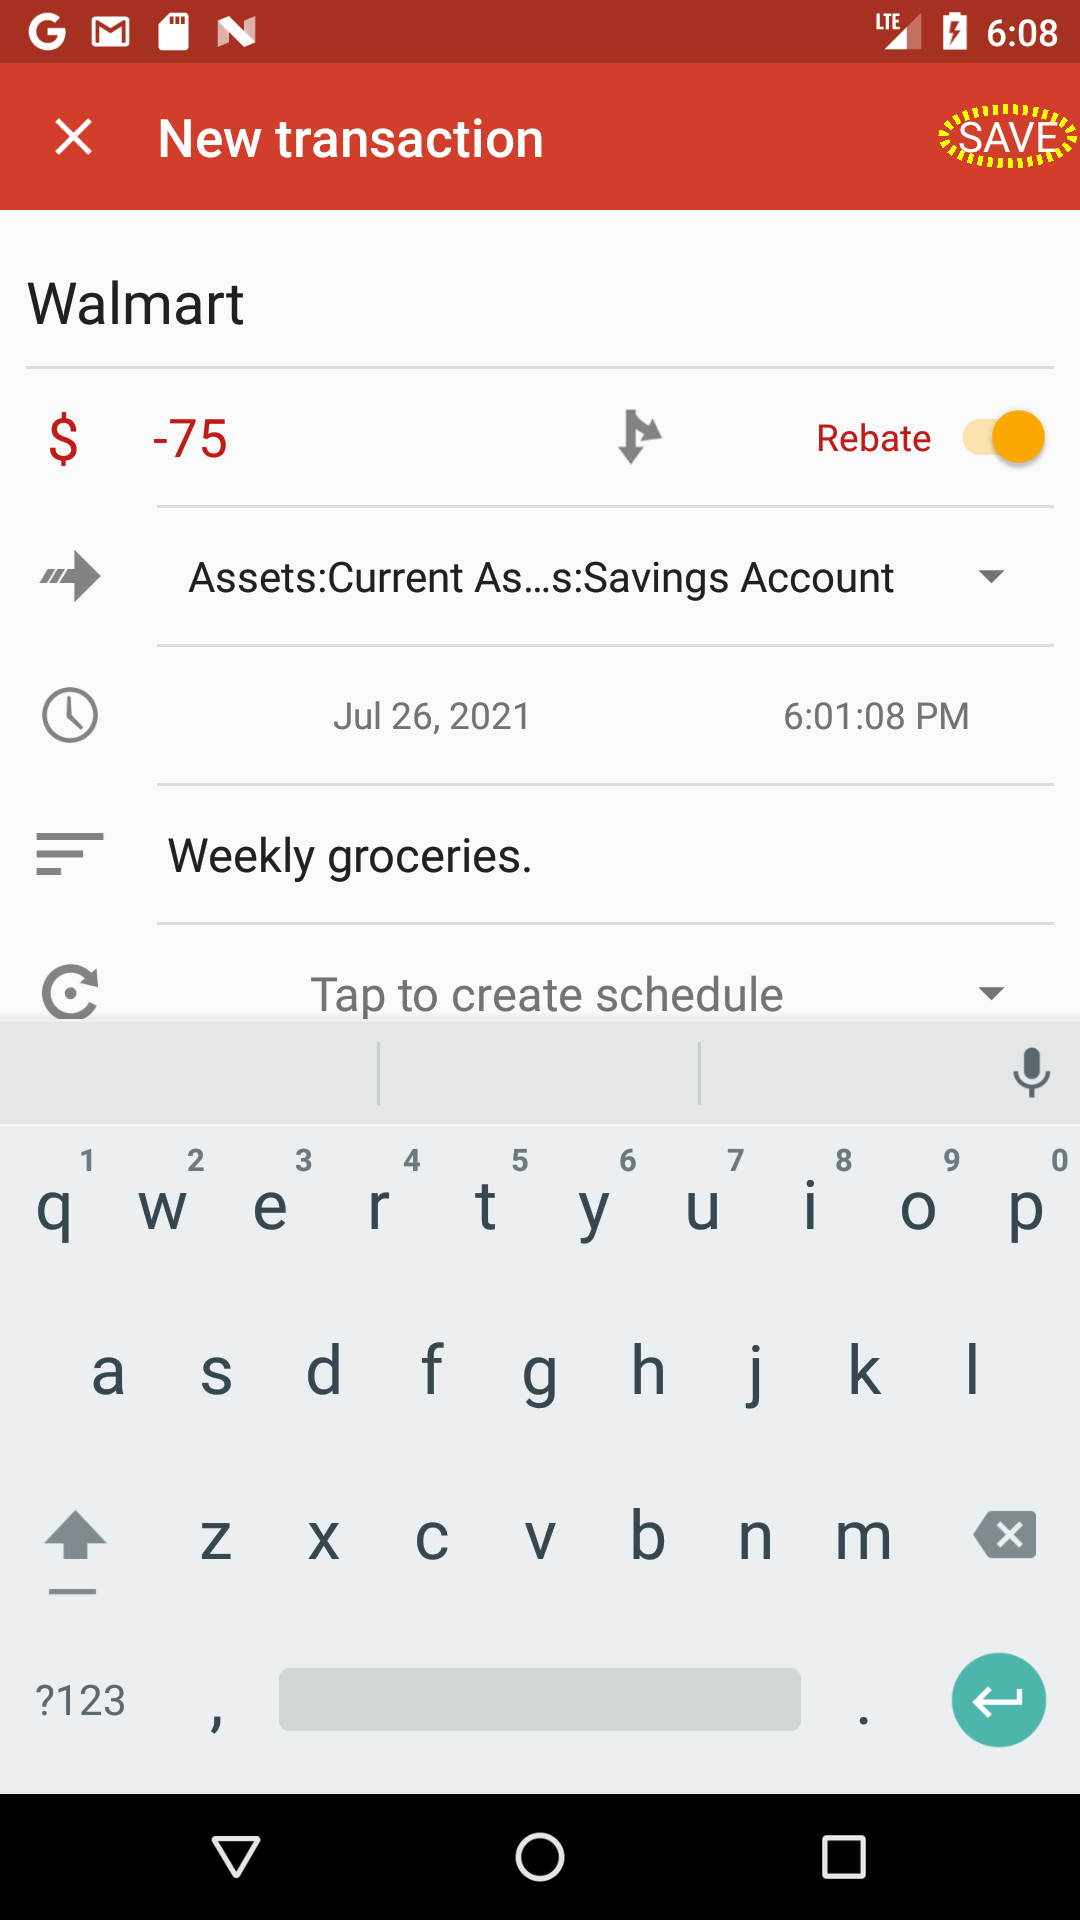 LTE 6:08
New transaction SAVE
Walmart
$ -75 Rebate
Assets:Current As...s:Savings Account
Jul 26, 2021 6:01:08 PM
Weekly groceries.
Tap to create schedule
1 2 3 4 5 6 7 8 9 0
q w e r t y u i o p
a s d f g h j k l
z x c v b n m
?123 , .